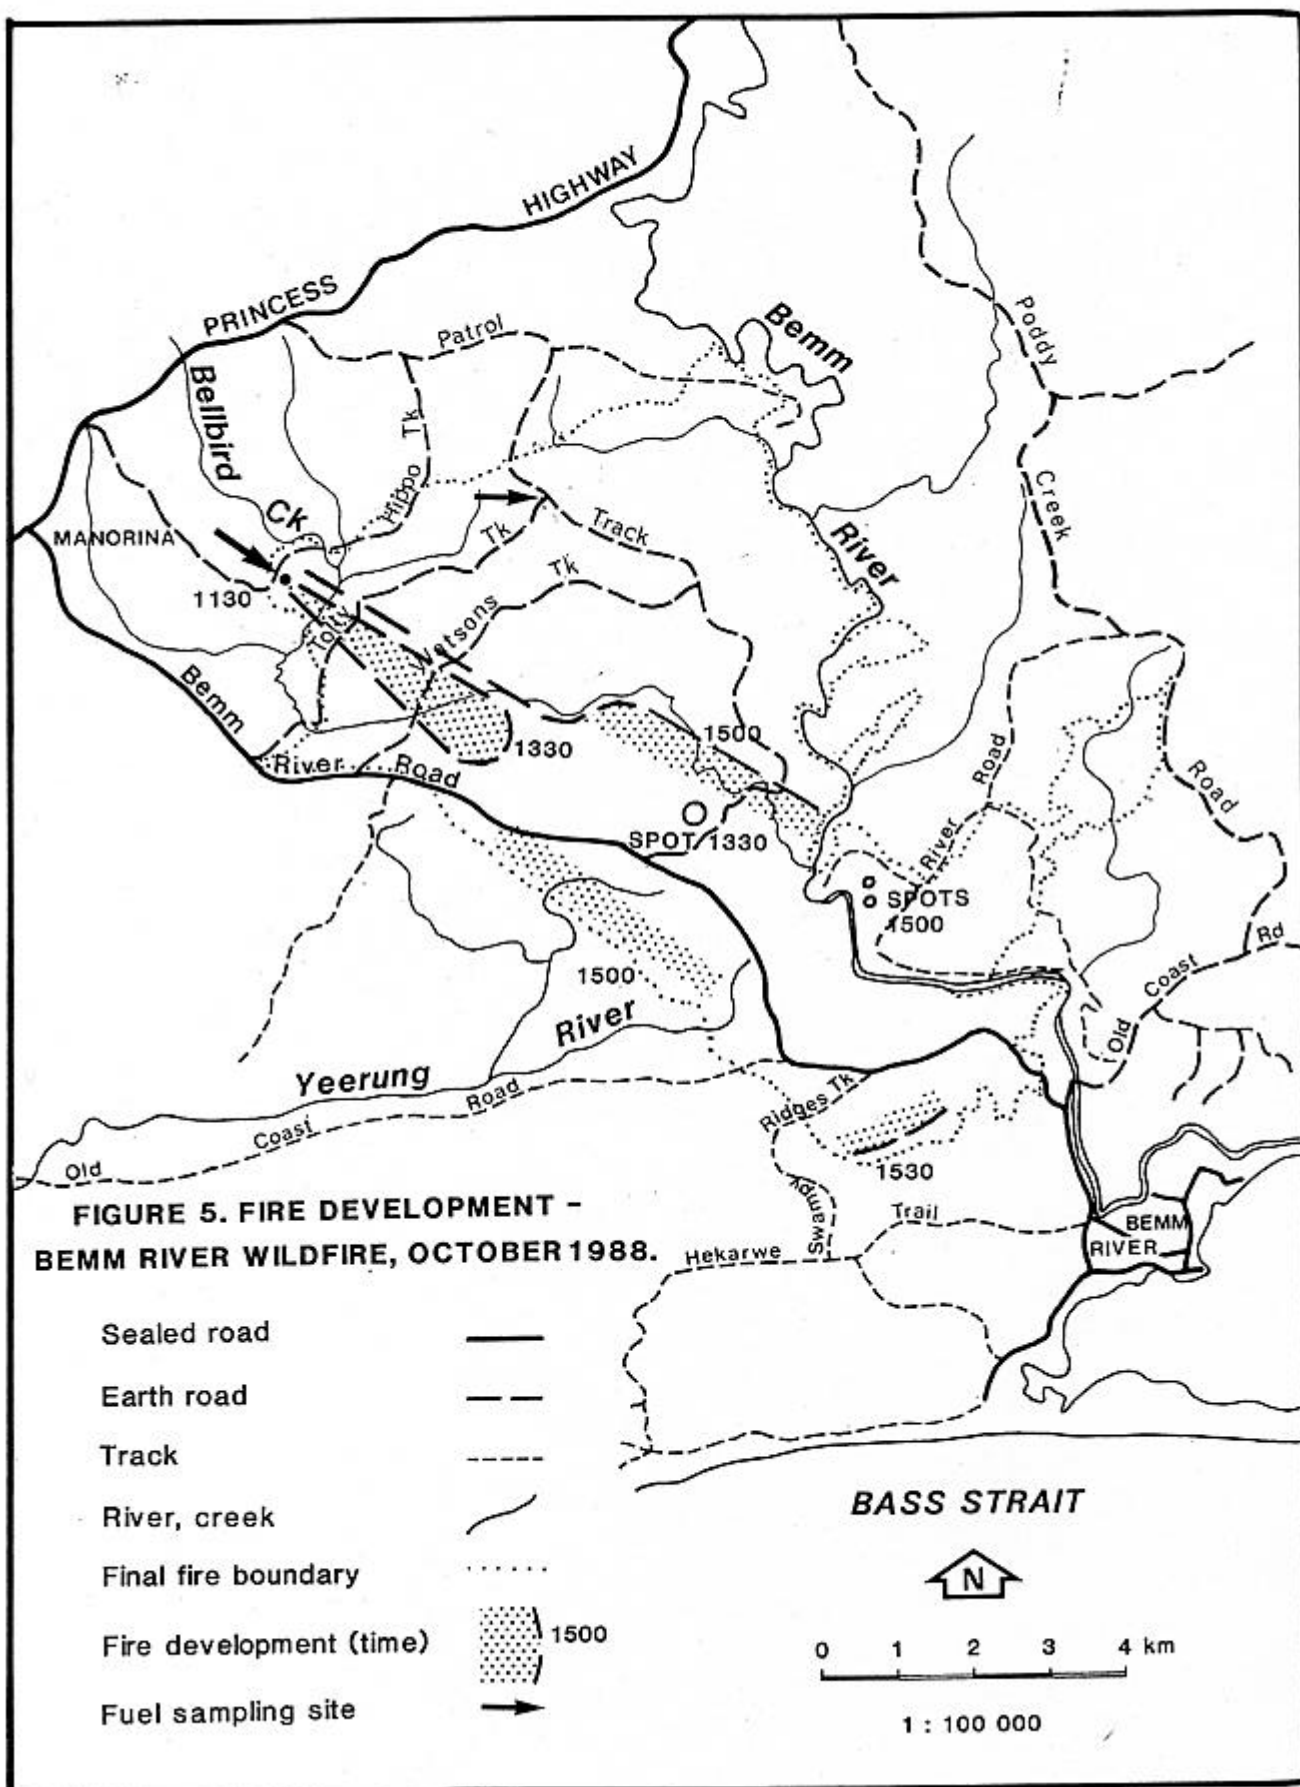 PRINCESS
HIGHWAY
Bemm
Poddy
Patrol
Bellbird
Tk
Hippo
Ck
Creek
MANORINA
Tk
Track
River
Tk
1130
Watsons
Bemm
1500
1330
River
Road
Road
Road
SPOT 1330
River
SPOTS
1500
Rd
Coast
1500
River
Old
Yeerung
Road
Ridges Tk
Coast
Old
1530
Swampy
Trail
BEMM
RIVER
Hekarwe
FIGURE 5. FIRE DEVELOPMENT -
BEMM RIVER WILDFIRE, OCTOBER 1988.
Sealed road
Earth road
Track
River, creek
Final fire boundary
Fire development (time)
1500
Fuel sampling site
BASS STRAIT
N
0 1 2 3 4 km
1 : 100 000